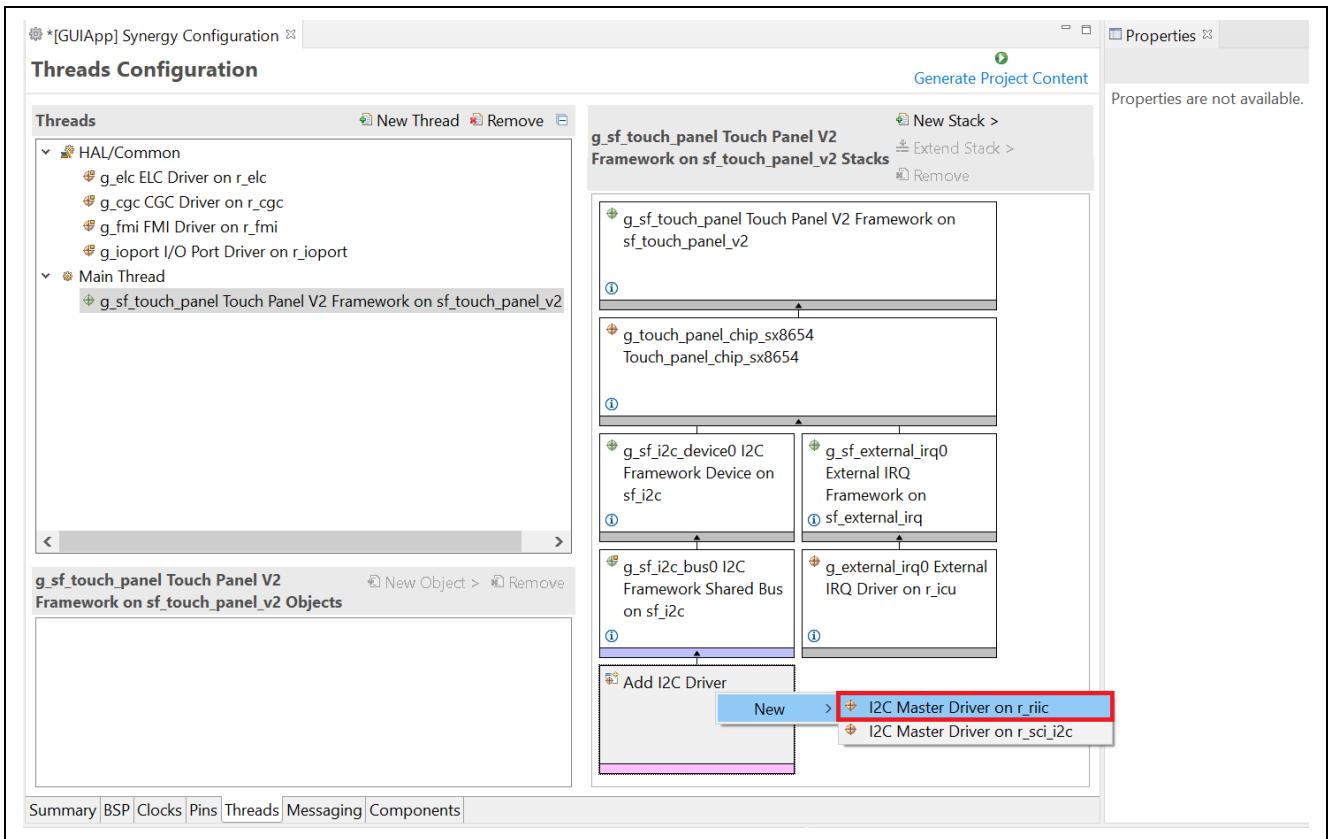 *[GUIApp] Synergy Configuration
Threads Configuration
Generate Project Content
Threads
New Thread
Remove
HAL/Common
g_elc ELC Driver on r_elc
g_cgc CGC Driver on r_cgc
g_fmi FMI Driver on r_fmi
g_ioport I/O Port Driver on r_ioport
Main Thread
g_sf_touch_panel Touch Panel V2 Framework on sf_touch_panel_v2
g_sf_touch_panel Touch Panel V2
Framework on sf_touch_panel_v2 Objects
New Object >
Remove
g_sf_touch_panel Touch Panel V2
Framework on sf_touch_panel_v2 Stacks
New Stack >
Extend Stack >
Remove
g_sf_touch_panel Touch Panel V2 Framework on
sf_touch_panel_v2
g_touch_panel_chip_sx8654
Touch_panel_chip_sx8654
g_sf_i2c_device0 I2C
Framework Device on
sf_i2c
g_sf_external_irq0
External IRQ
Framework on
sf_external_irq
g_sf_i2c_bus0 I2C
Framework Shared Bus
on sf_i2c
g_external_irq0 External
IRQ Driver on r_icu
Add I2C Driver
New >
I2C Master Driver on r_riic
I2C Master Driver on r_sci_i2c
Summary BSP Clocks Pins Threads Messaging Components
Properties
Properties are not available.